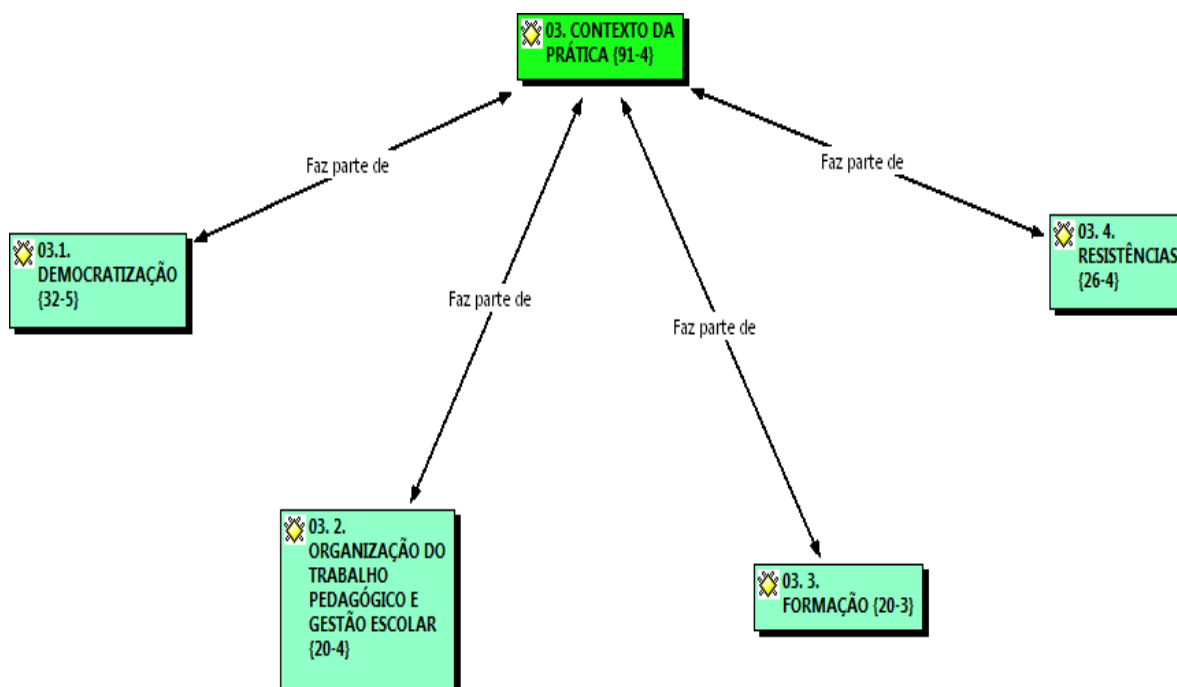 03. CONTEXTO DA
PRÁTICA {91-4}
Faz parte de
Faz parte de
03.1.
DEMOCRATIZAÇÃO
{32-5}
03. 4.
RESISTÊNCIAS
{26-4}
Faz parte de
Faz parte de
03. 2.
ORGANIZAÇÃO DO
TRABALHO
PEDAGÓGICO E
GESTÃO ESCOLAR
{20-4}
03. 3.
FORMAÇÃO {20-3}